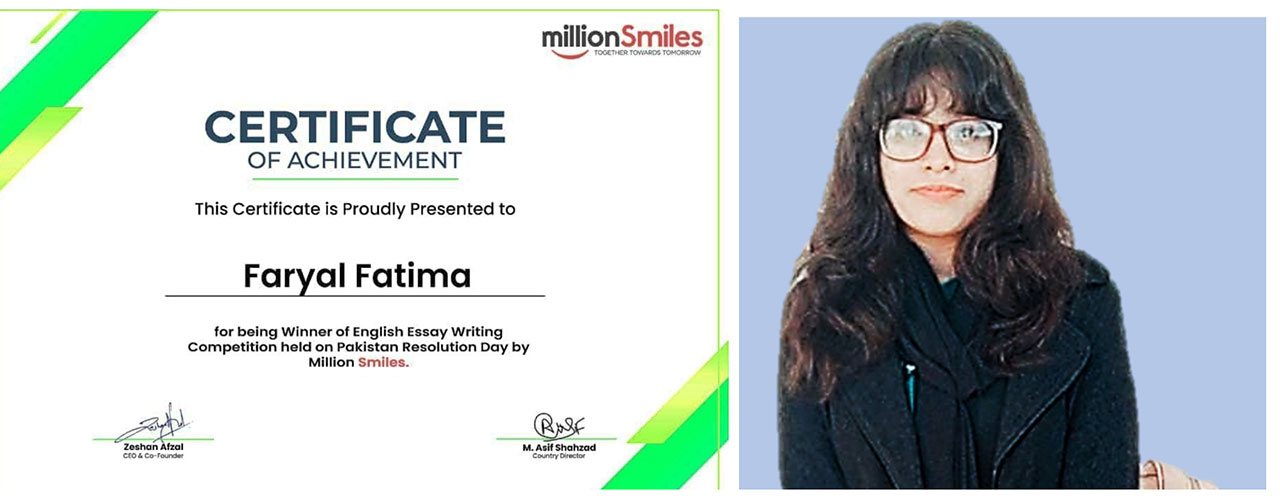 millionSmiles
TOGETHER TOWARDS TOMORROW
CERTIFICATE
OF ACHIEVEMENT
This Certificate is Proudly Presented to
Faryal Fatima
for being Winner of English Essay Writing
Competition held on Pakistan Resolution Day by
Million Smiles.
Zeshan Afzal
CEO & Co-Founder
M. Asif Shahzad
Country Director